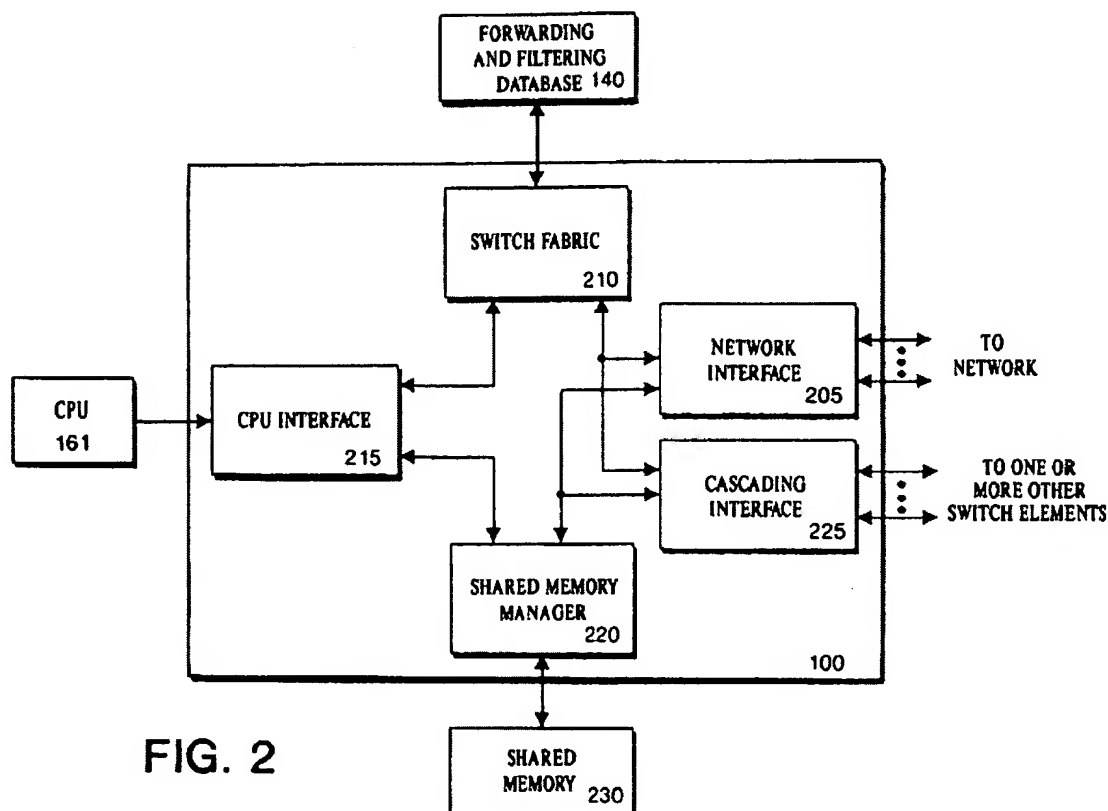 FORWARDING
AND FILTERING
DATABASE 140
SWITCH FABRIC
210
NETWORK
INTERFACE
205
TO
NETWORK
CPU
161
CPU INTERFACE
215
CASCADING
INTERFACE
225
TO ONE OR
MORE OTHER
SWITCH ELEMENTS
SHARED MEMORY
MANAGER
220
100
FIG. 2
SHARED
MEMORY
230